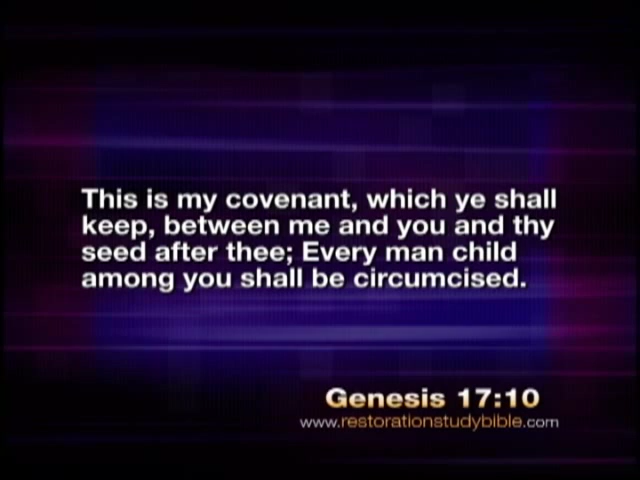 This is my covenant, which ye shall
keep, between me and you and thy
seed after thee; Every man child
among you shall be circumcised.
Genesis 17:10
www.restorationstudybible.com